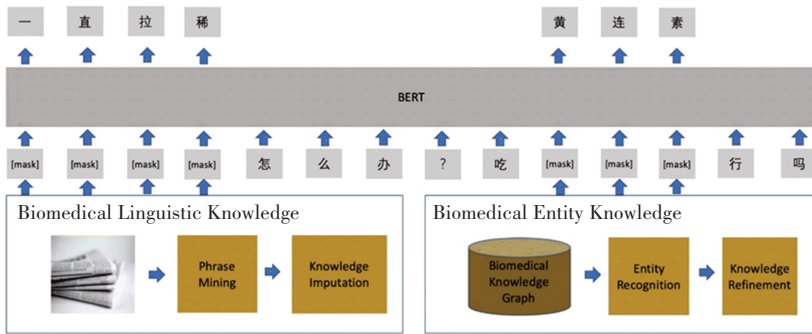 一 直 拉 稀 黄 连 素
BERT
[mask] [mask] [mask] [mask] 怎 么 办 ? 吃 [mask] [mask] [mask] 行 吗
Biomedical Linguistic Knowledge
Phrase
Mining
Knowledge
Imputation
Biomedical Entity Knowledge
Biomedical
Knowledge
Graph
Entity
Recognition
Knowledge
Refinement